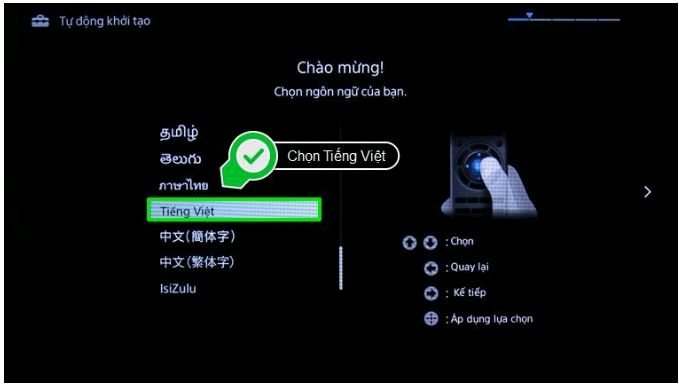 Tự động khởi tạo
Chào mừng!
Chọn ngôn ngữ của bạn.
தமிழ்
తెలుగు
ภาษาไทย
Tiếng Việt
中文(簡体字)
中文(繁体字)
IsiZulu
Chọn Tiếng Việt
: Chọn
: Quay lại
: Kế tiếp
: Áp dụng lựa chọn